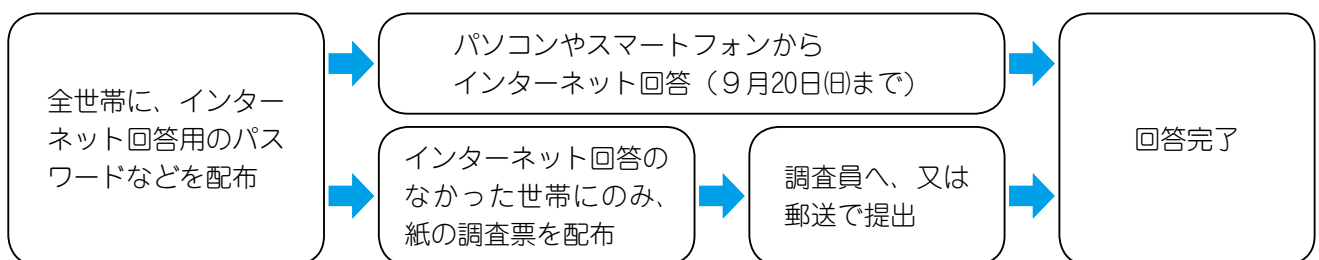 全世帯に、インター
ネット回答用のパス
ワードなどを配布
パソコンやスマートフォンから
インターネット回答（９月20日㈰まで）
インターネット回答の
なかった世帯にのみ、
紙の調査票を配布
調査員へ、又は
郵送で提出
回答完了